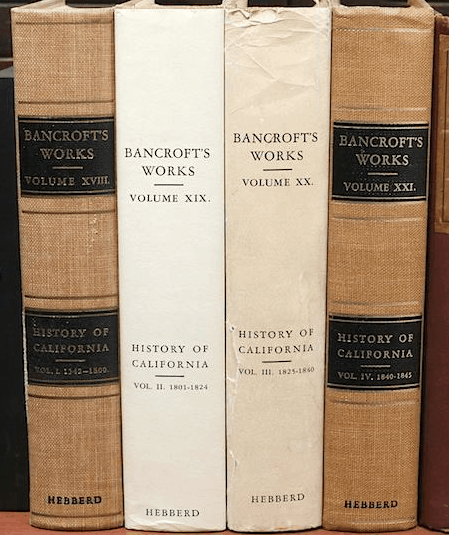 BANCROFT'S
WORKS
VOLUME XVIII.
HISTORY OF
CALIFORNIA
VOL. I. 1542-1800.
HEBBERD
BANCROFT'S
WORKS
VOLUME XIX.
HISTORY OF
CALIFORNIA
VOL. II. 1801-1824
HEBBERD
BANCROFT'S
WORKS
VOLUME XX.
HISTORY OF
CALIFORNIA
VOL. III. 1825-1840
HEBBERD
BANCROFT'S
WORKS
VOLUME XXI.
HISTORY OF
CALIFORNIA
VOL. IV. 1840-1845
HEBBERD